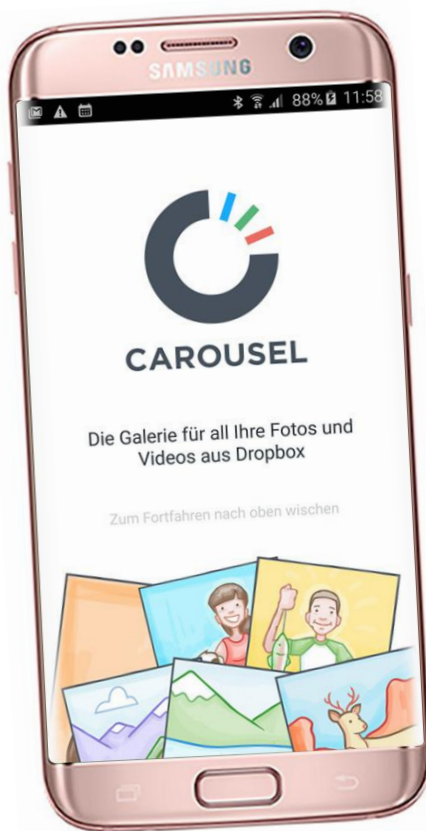 SAMSUNG
88% 11:58
CAROUSEL
Die Galerie für all Ihre Fotos und
Videos aus Dropbox
Zum Fortfahren nach oben wischen